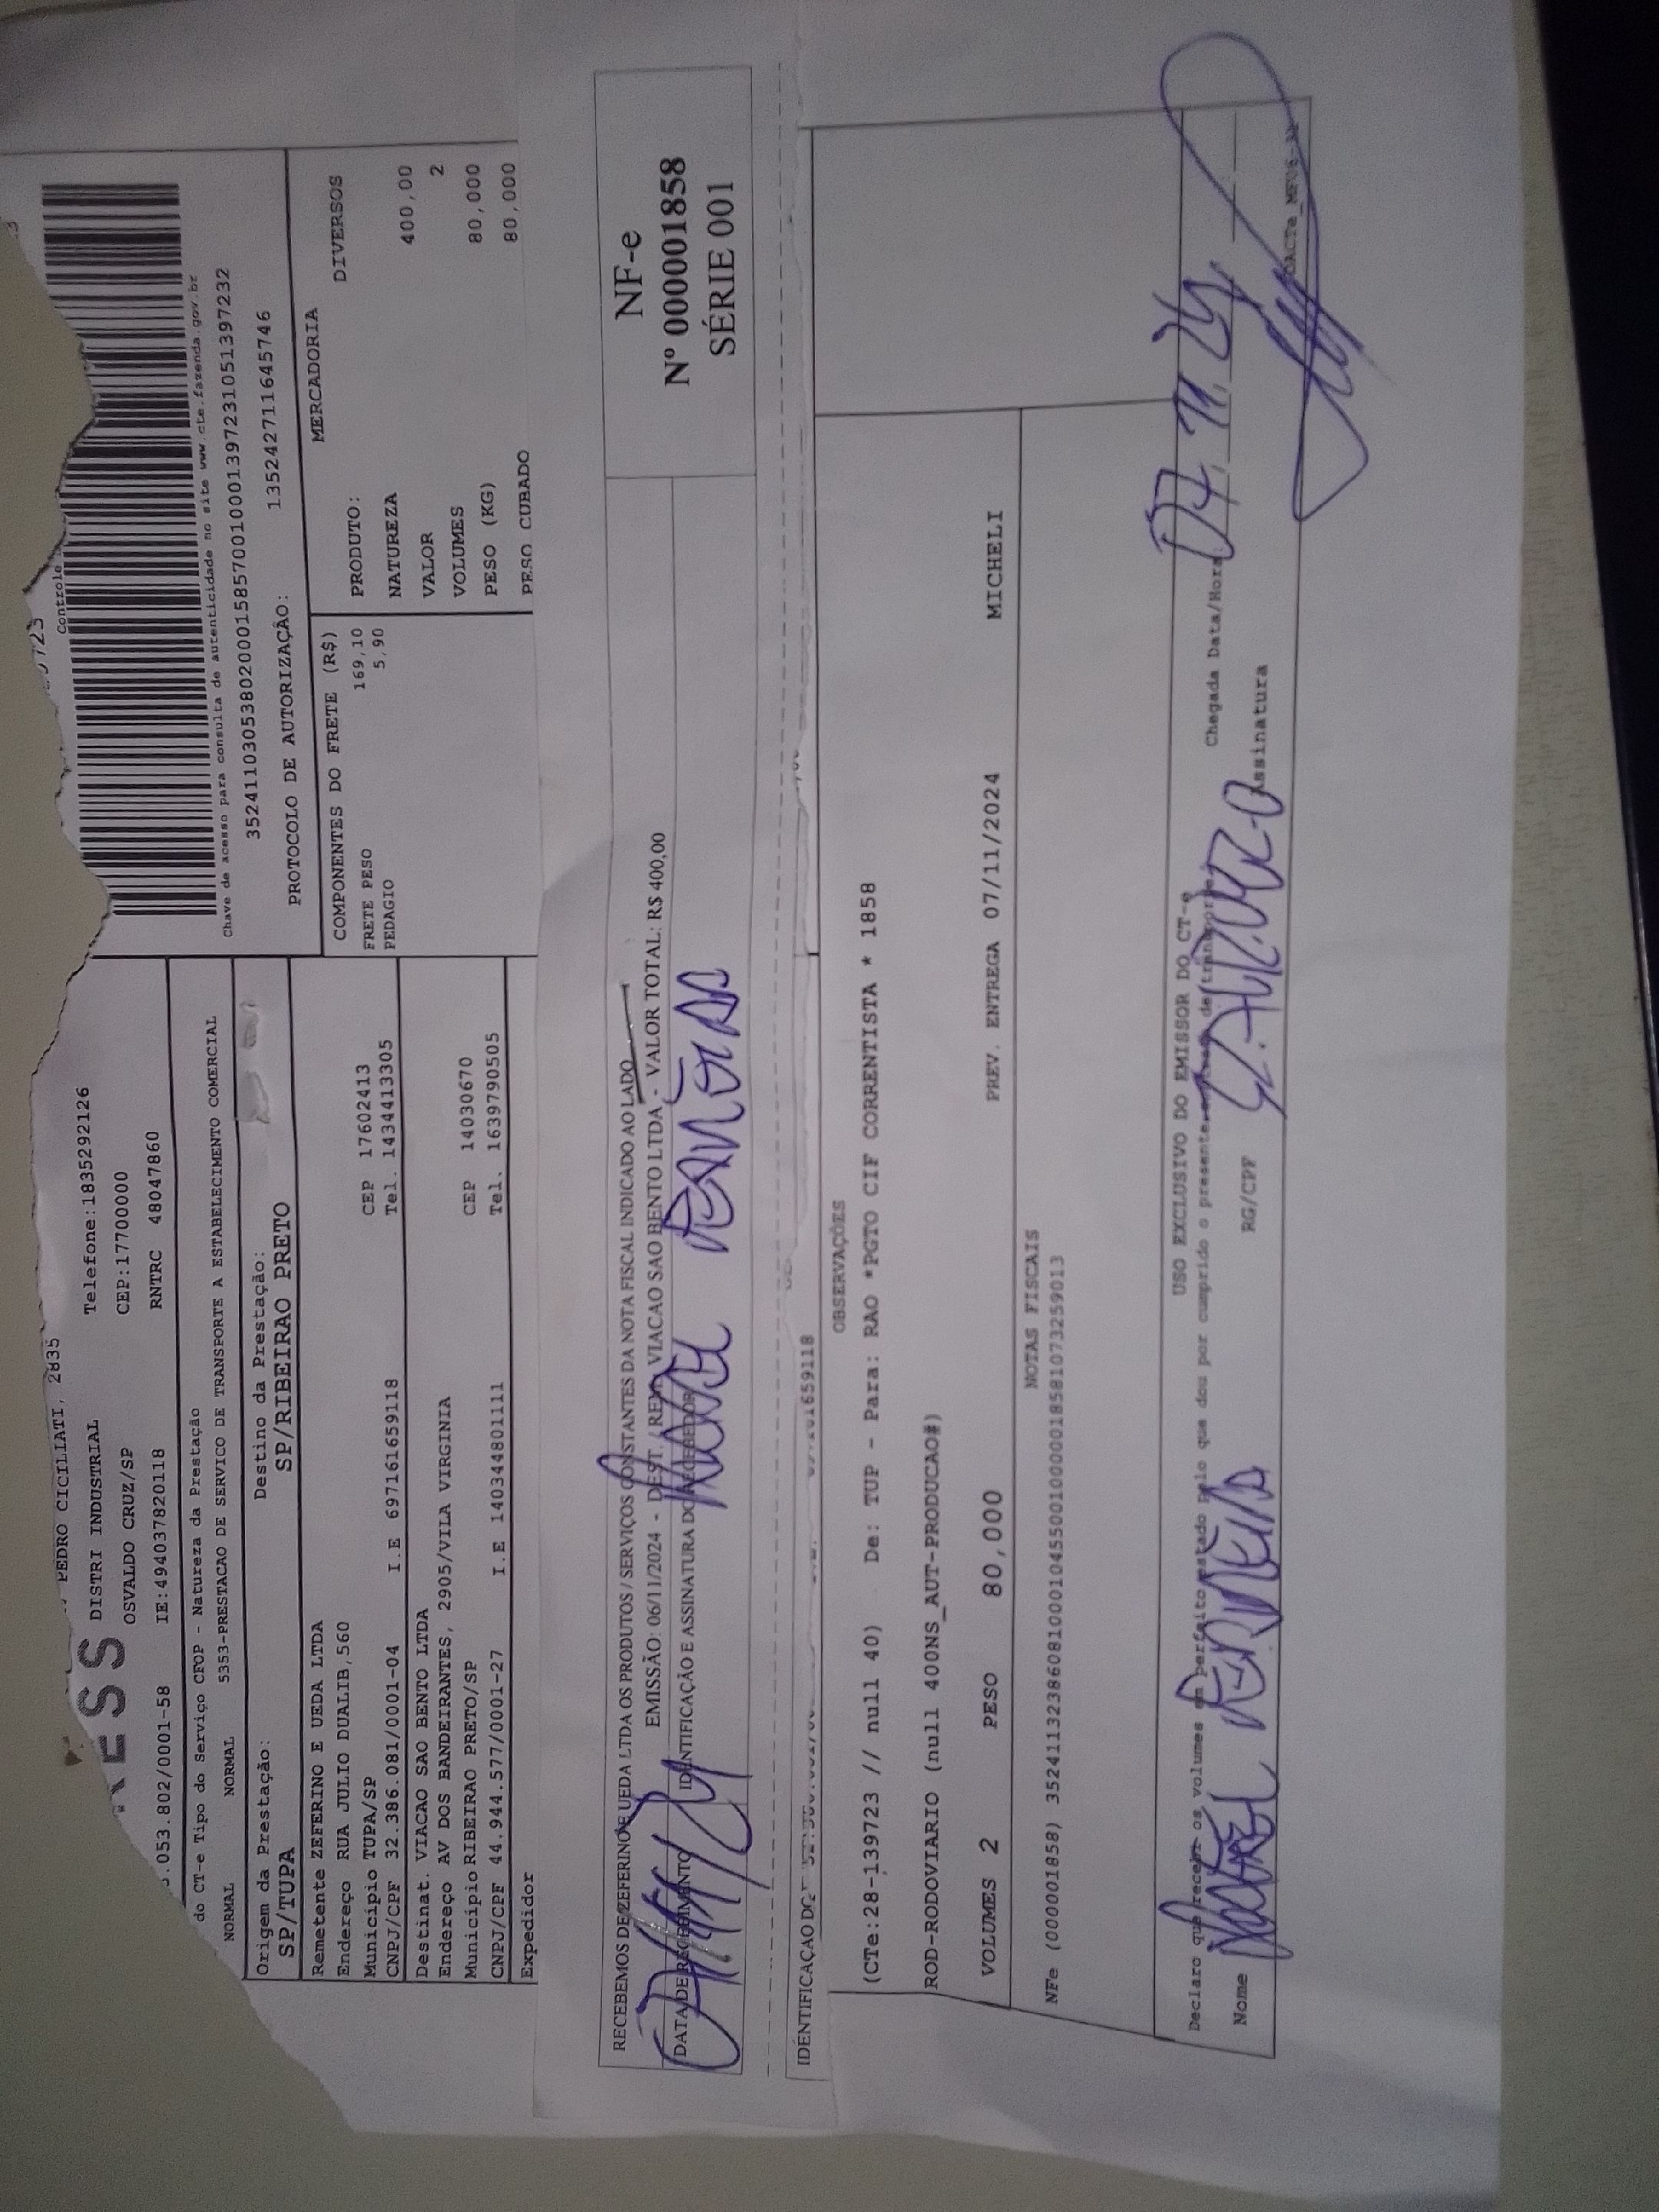 PEDRO CICILIATI, 2835
XESS DISTRI INDUSTRIAL Telefone:1835292126
OSVALDO CRUZ/SP CEP:17700000
.053.802/0001-58 IE:494037820118 RNTRC 48047860
Controle
do CT-e Tipo do Serviço CFOP - Natureza da Prestação
NORMAL NORMAL 5353-PRESTACAO DE SERVICO DE TRANSPORTE A ESTABELECIMENTO COMERCIAL
Chave de acesso para consulta de autenticidade no site www.cte.fazenda.gov.br
35241103053802000158570010001397231051397232
Origem da Prestação: Destino da Prestação:
SP/TUPA SP/RIBEIRAO PRETO
PROTOCOLO DE AUTORIZAÇÃO: 135242711645746
Remetente ZEFERINO E UEDA LTDA
Endereço RUA JULIO DUALIB,560
Município TUPA/SP CEP 17602413
CNPJ/CPF 32.386.081/0001-04 I.E 697161659118 Tel. 1434413305
Destinat. VIACAO SAO BENTO LTDA
Endereço AV DOS BANDEIRANTES, 2905/VILA VIRGINIA
Município RIBEIRAO PRETO/SP CEP 14030670
CNPJ/CPF 44.944.577/0001-27 I.E 140344801111 Tel. 1639790505
Expedidor
COMPONENTES DO FRETE (R$)
FRETE PESO 169,10
PEDAGIO 5,90
MERCADORIA
PRODUTO: DIVERSOS
NATUREZA
VALOR 400,00
VOLUMES 2
PESO (KG) 80,000
PESO CUBADO 80,000
RECEBEMOS DE ZEFERINO E UEDA LTDA OS PRODUTOS / SERVIÇOS CONSTANTES DA NOTA FISCAL INDICADO AO LADO
EMISSÃO: 06/11/2024 - DEST. / REM: VIACAO SAO BENTO LTDA - VALOR TOTAL: R$ 400,00
DATA DE RECEBIMENTO IDENTIFICAÇÃO E ASSINATURA DO RECEBEDOR
NF-e
Nº 000001858
SÉRIE 001
IDENTIFICAÇAO DO
OBSERVAÇÕES
(CTe:28-139723 // null 40) De: TUP - Para: RAO *PGTO CIF CORRENTISTA * 1858
ROD-RODOVIARIO (null 400NS_AUT-PRODUCAO#)
VOLUMES 2 PESO 80,000 PREV. ENTREGA 07/11/2024 MICHELI
NOTAS FISCAIS
NFe (000001858) 35241132386081000104550010000018581073259013
USO EXCLUSIVO DO EMISSOR DO CT-e
Declaro que recebi os volumes em perfeito estado pelo que dou por cumprido o presente de transporte
Chegada Data/Hora: 07, 11, 24
Nome RG/CPF Assinatura